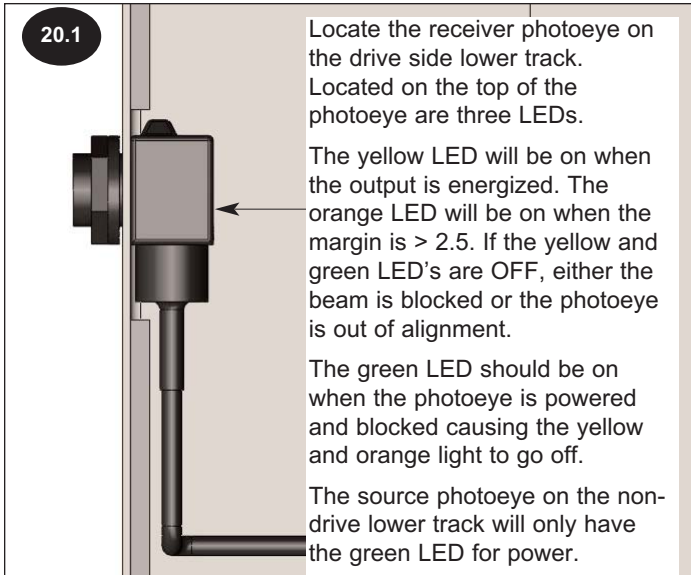 20.1
Locate the receiver photoeye on
the drive side lower track.
Located on the top of the
photoeye are three LEDs.
The yellow LED will be on when
the output is energized. The
orange LED will be on when the
margin is > 2.5. If the yellow and
green LED's are OFF, either the
beam is blocked or the photoeye
is out of alignment.
The green LED should be on
when the photoeye is powered
and blocked causing the yellow
and orange light to go off.
The source photoeye on the non-
drive lower track will only have
the green LED for power.